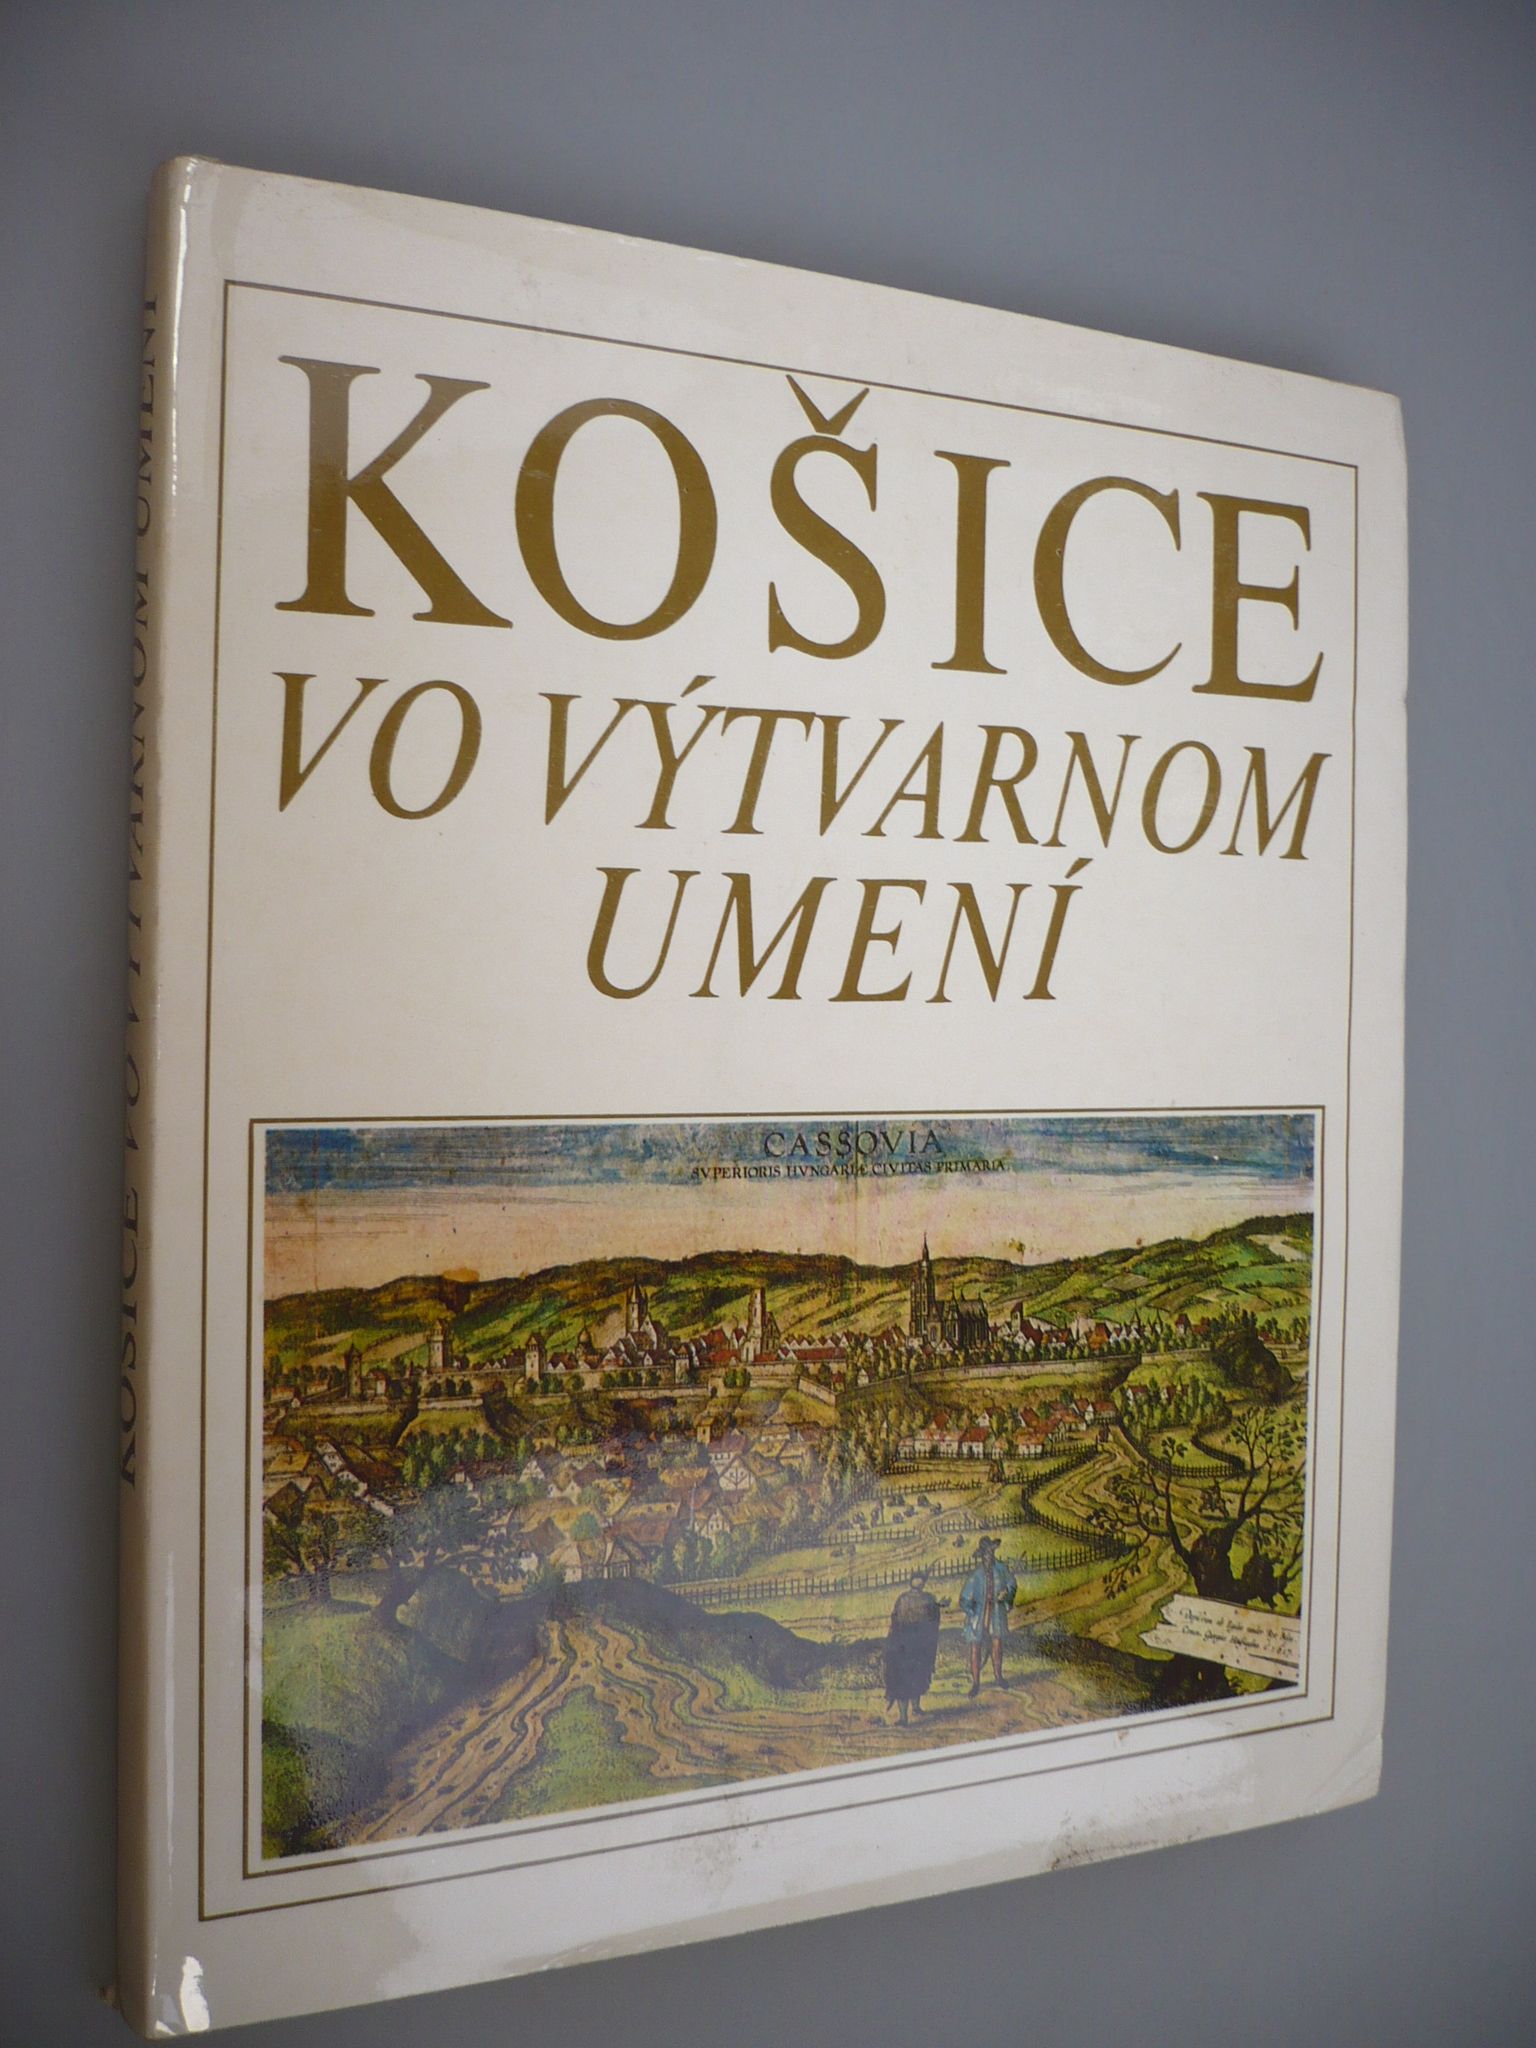 KOŠICE
VO VÝTVARNOM
UMENÍ
CASSOVIA
SVPERIORIS HVNGARIÆ CIVITAS PRIMARIA
KOŠICE VO VÝTVARNOM UMENÍ